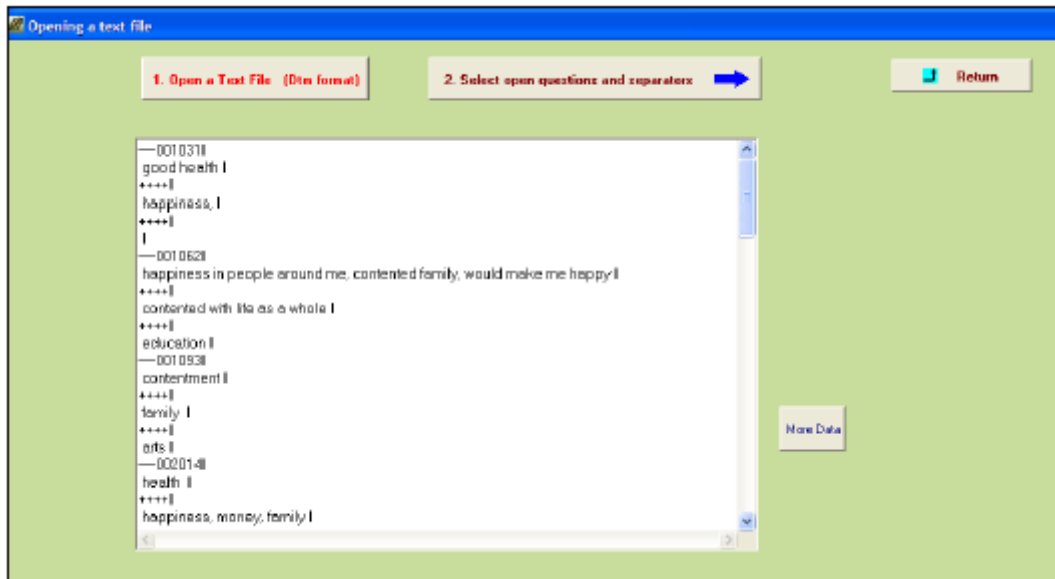 Opening a text file
1. Open a Text File (Dtm format)
2. Select open questions and separators
Return
----001031||
good health |
++++||
happiness, |
++++||
|
----001062||
happiness in people around me, contented family, would make me happy ||
++++||
contented with life as a whole |
++++||
education ||
----001093||
contentment ||
++++||
family |
++++||
arts ||
----002014||
health ||
++++||
happiness, money, family |
More Data